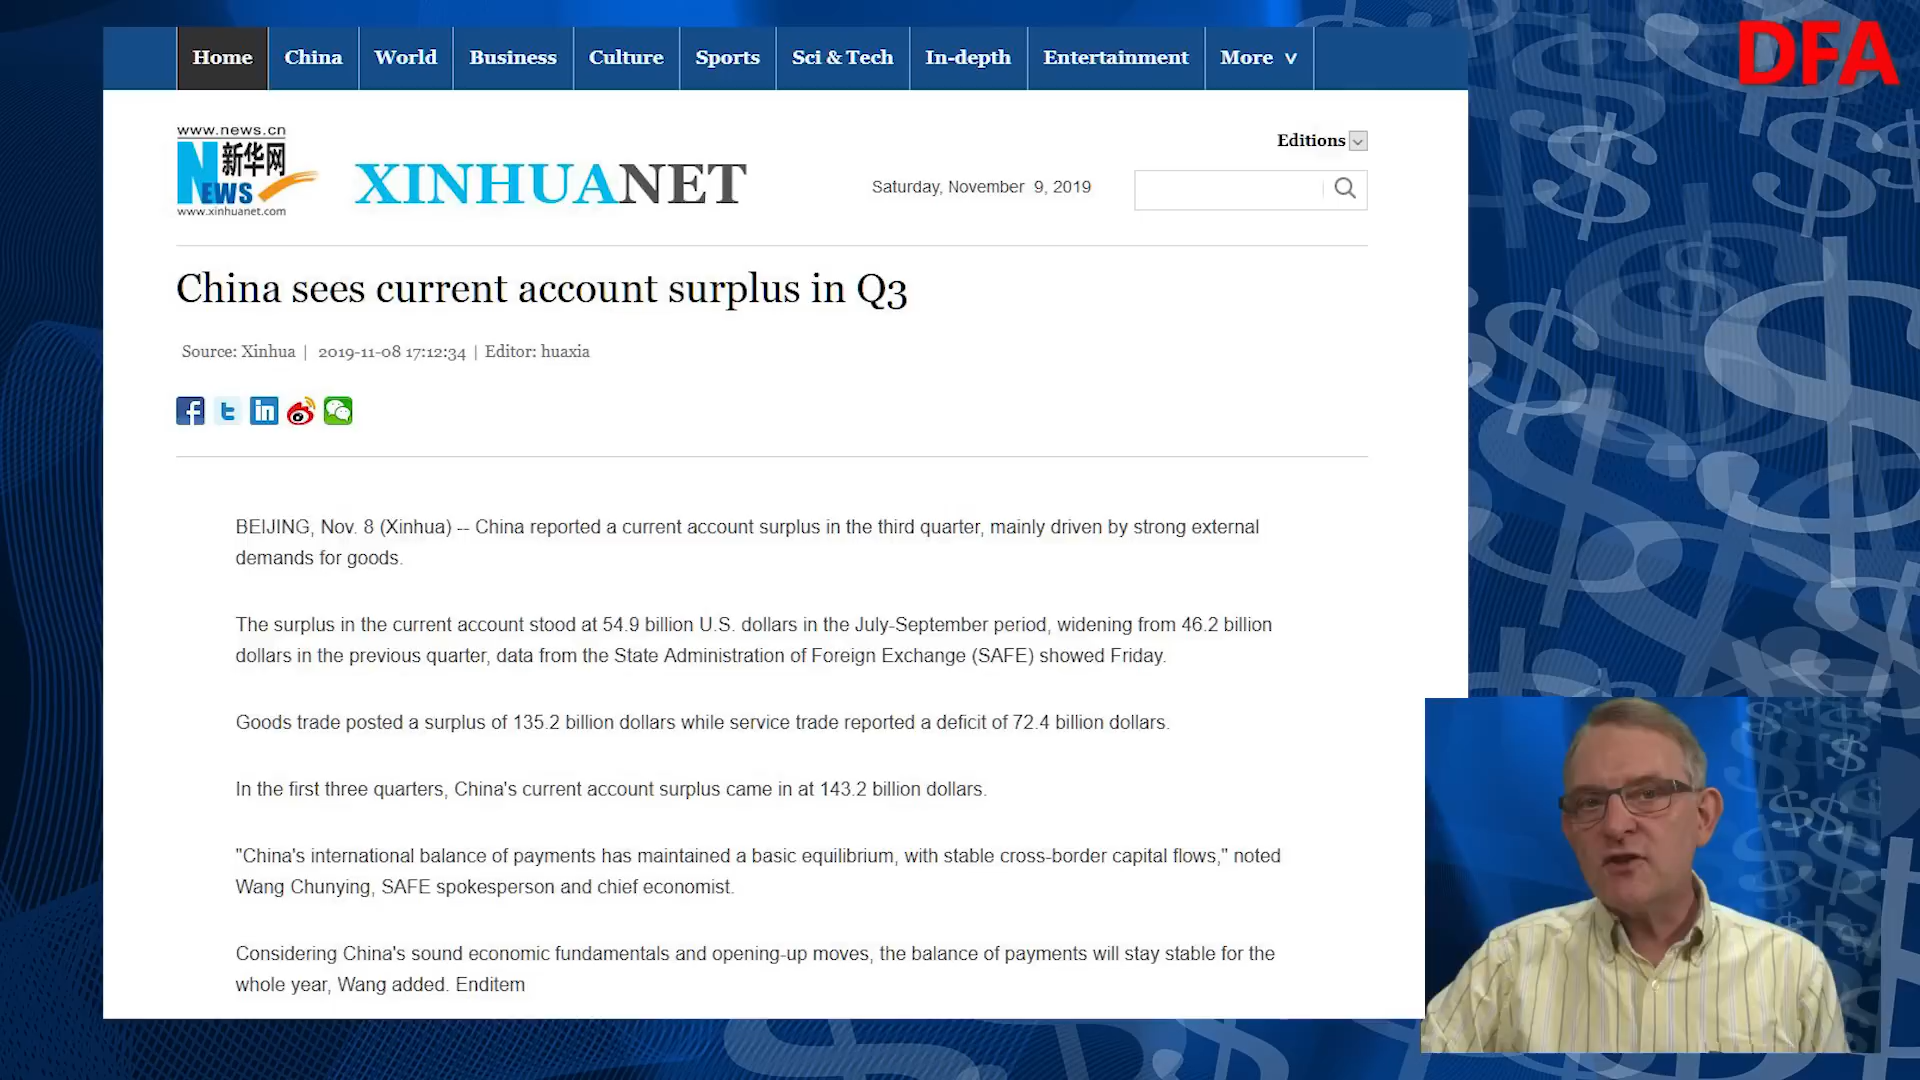 DFA
Home China World Business Culture Sports Sci & Tech In-depth Entertainment More v
Editions
www.news.cn
新华网
NEWS
www.xinhuanet.com
XINHUANET
Saturday, November 9, 2019
China sees current account surplus in Q3
Source: Xinhua | 2019-11-08 17:12:34 | Editor: huaxia
BEIJING, Nov. 8 (Xinhua) -- China reported a current account surplus in the third quarter, mainly driven by strong external
demands for goods.
The surplus in the current account stood at 54.9 billion U.S. dollars in the July-September period, widening from 46.2 billion
dollars in the previous quarter, data from the State Administration of Foreign Exchange (SAFE) showed Friday.
Goods trade posted a surplus of 135.2 billion dollars while service trade reported a deficit of 72.4 billion dollars.
In the first three quarters, China's current account surplus came in at 143.2 billion dollars.
"China's international balance of payments has maintained a basic equilibrium, with stable cross-border capital flows," noted
Wang Chunying, SAFE spokesperson and chief economist.
Considering China's sound economic fundamentals and opening-up moves, the balance of payments will stay stable for the
whole year, Wang added. Enditem